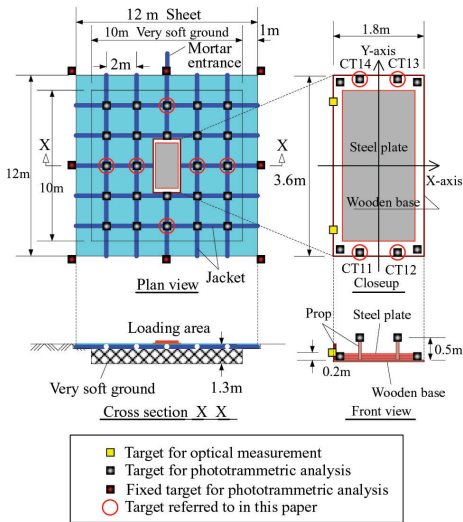 12 m Sheet
10m Very soft ground
1m
Mortar
entrance
2m
X
X
12m
10m
Jacket
Plan view
1.8m
Y-axis
CT14
CT13
3.6m
Steel plate
X-axis
Wooden base
CT11
CT12
Closeup
Loading area
Very soft ground
1.3m
Cross section X X
Prop
Steel plate
0.5m
0.2m
Wooden base
Front view
Target for optical measurement
Target for phototrammetric analysis
Fixed target for phototrammetric analysis
Target referred to in this paper